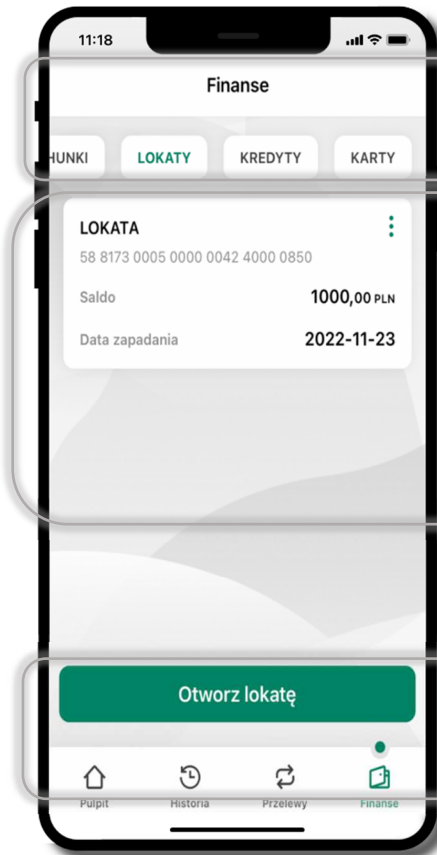 11:18
Finanse
HUNKI LOKATY KREDYTY KARTY
LOKATA
58 8173 0005 0000 0042 4000 0850
Saldo 1000,00 PLN
Data zapadania 2022-11-23
Otworz lokatę
Pulpit Historia Przelewy Finanse